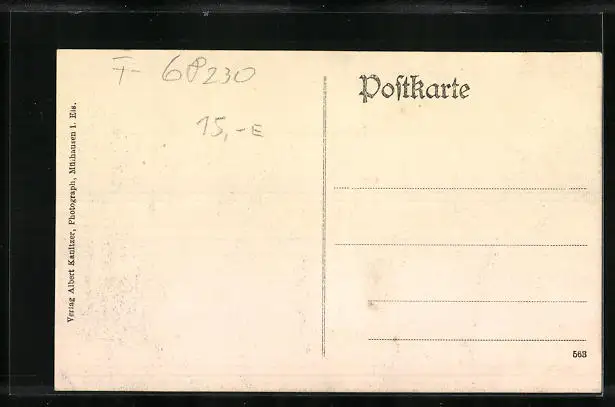 F- 68230
15,-E
Postkarte
Verlag Albert Kanitzer, Photograph, Mülhausen i. Els.
563